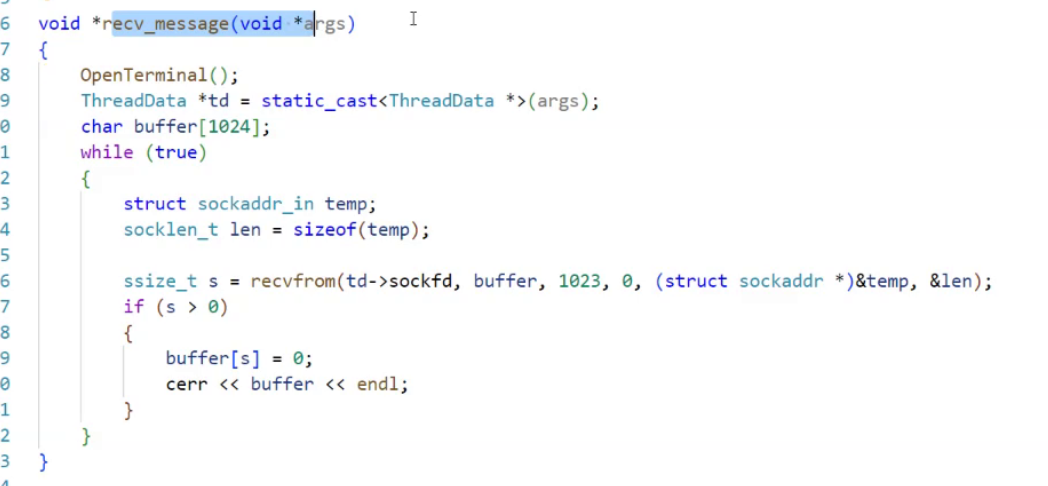 6 void *recv_message(void *args)
7 {
8     OpenTerminal();
9     ThreadData *td = static_cast<ThreadData *>(args);
0     char buffer[1024];
1     while (true)
2     {
3         struct sockaddr_in temp;
4         socklen_t len = sizeof(temp);
5
6         ssize_t s = recvfrom(td->sockfd, buffer, 1023, 0, (struct sockaddr *)&temp, &len);
7         if (s > 0)
8         {
9             buffer[s] = 0;
0             cerr << buffer << endl;
1         }
2     }
3 }